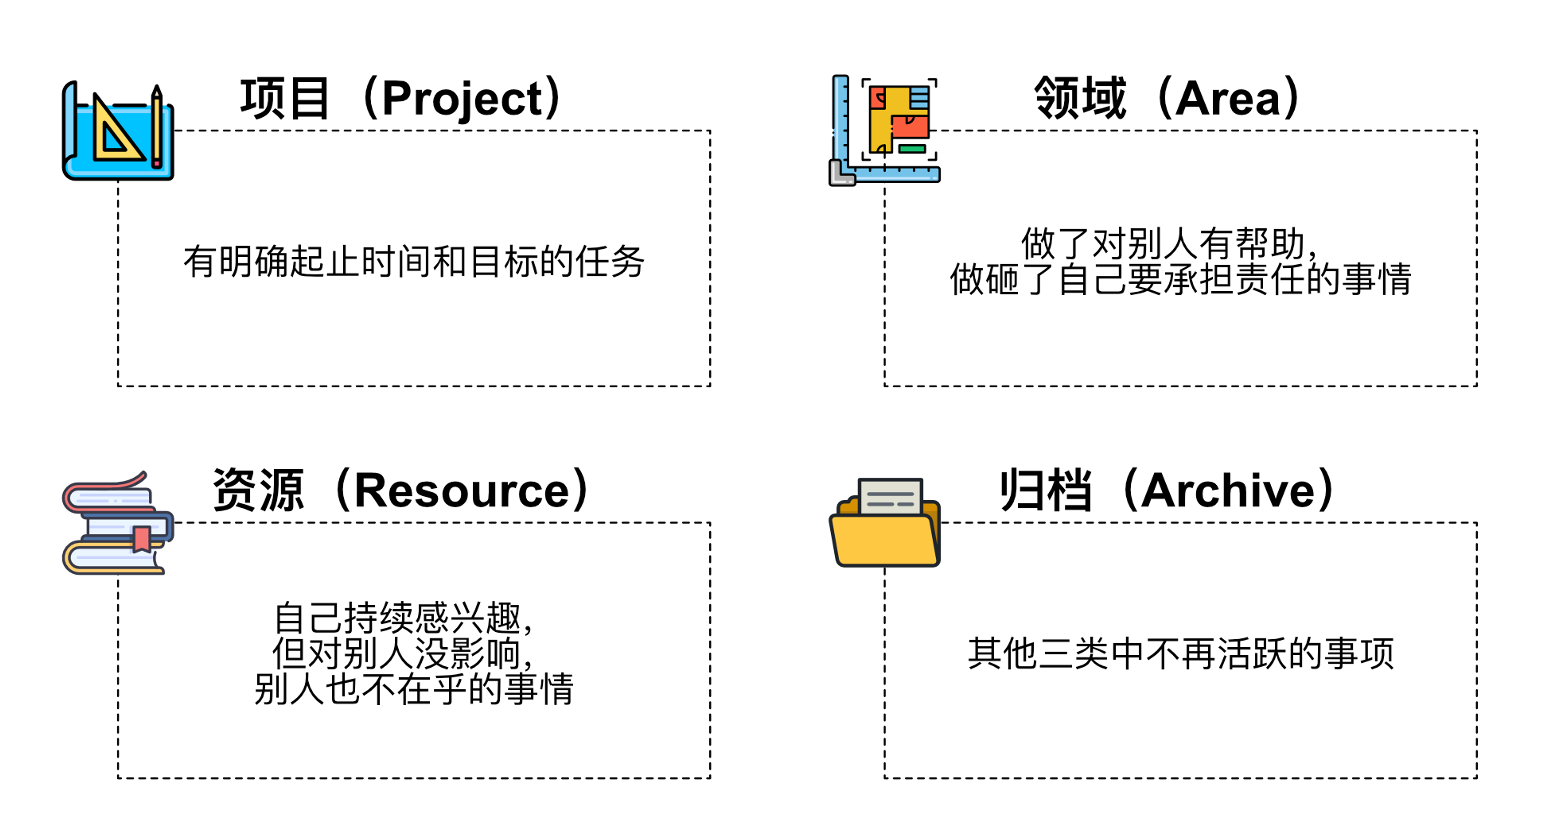 项目（Project）
有明确起止时间和目标的任务
领域（Area）
做了对别人有帮助，
做砸了自己要承担责任的事情
资源（Resource）
自己持续感兴趣，
但对别人没影响，
别人也不在乎的事情
归档（Archive）
其他三类中不再活跃的事项